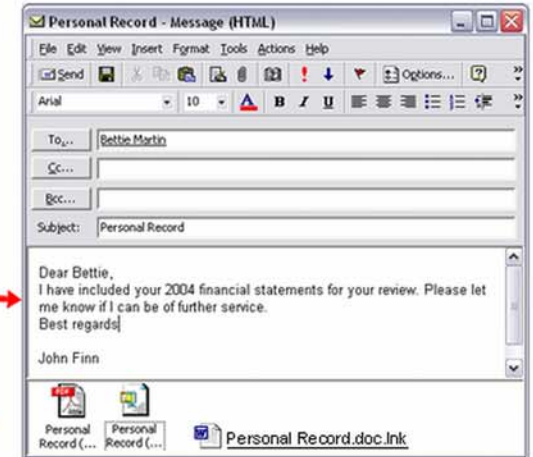 Personal Record - Message (HTML)
File Edit View Insert Format Tools Actions Help
Send Options...
Arial 10 A B I U
To... Bettie Martin
Cc...
Bcc...
Subject: Personal Record
Dear Bettie,
I have included your 2004 financial statements for your review. Please let
me know if I can be of further service.
Best regards
John Finn
PDF
Personal Record (... Personal Record (... Personal Record.doc.lnk